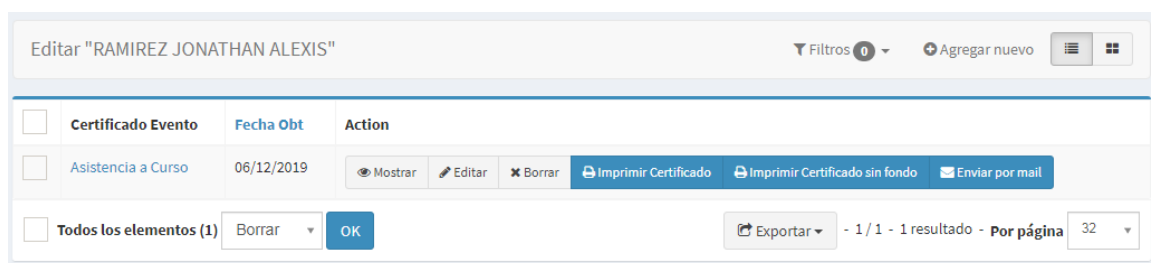 Editar "RAMIREZ JONATHAN ALEXIS" Filtros 0 Agregar nuevo
Certificado Evento Fecha Obt Action
Asistencia a Curso 06/12/2019 Mostrar Editar Borrar Imprimir Certificado Imprimir Certificado sin fondo Enviar por mail
Todos los elementos (1) Borrar OK Exportar - 1 / 1 - 1 resultado - Por página 32